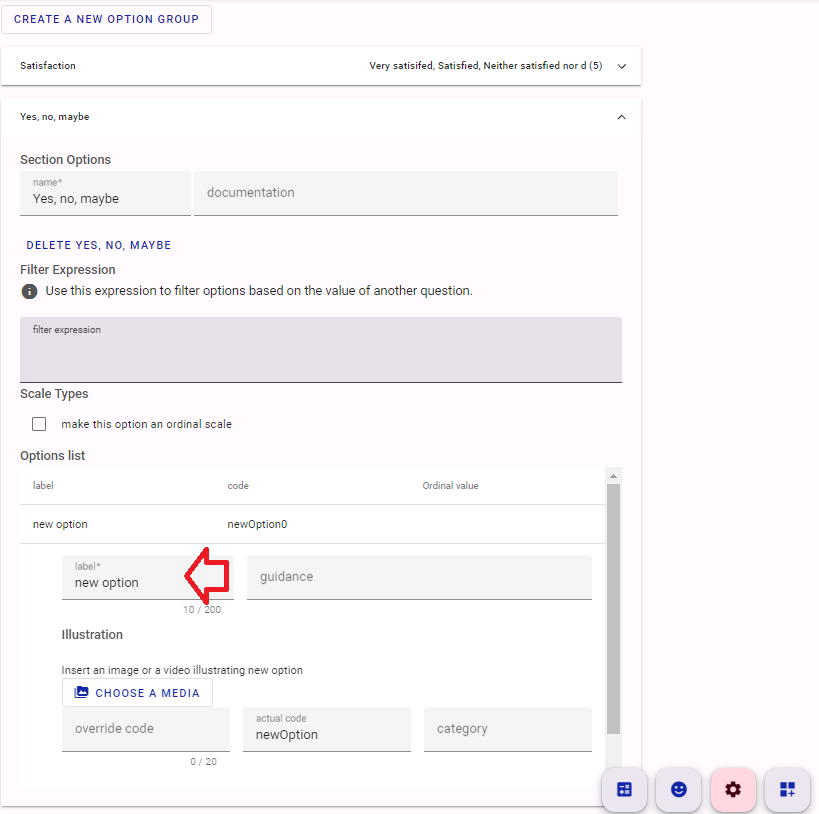 CREATE A NEW OPTION GROUP
Satisfaction Very satisifed, Satisfied, Neither satisfied nor d (5)
Yes, no, maybe
Section Options
name*
Yes, no, maybe
documentation
DELETE YES, NO, MAYBE
Filter Expression
Use this expression to filter options based on the value of another question.
filter expression
Scale Types
make this option an ordinal scale
Options list
label code Ordinal value
new option newOption0
label*
new option
guidance
10 / 200
Illustration
Insert an image or a video illustrating new option
CHOOSE A MEDIA
override code
actual code
newOption
category
0 / 20